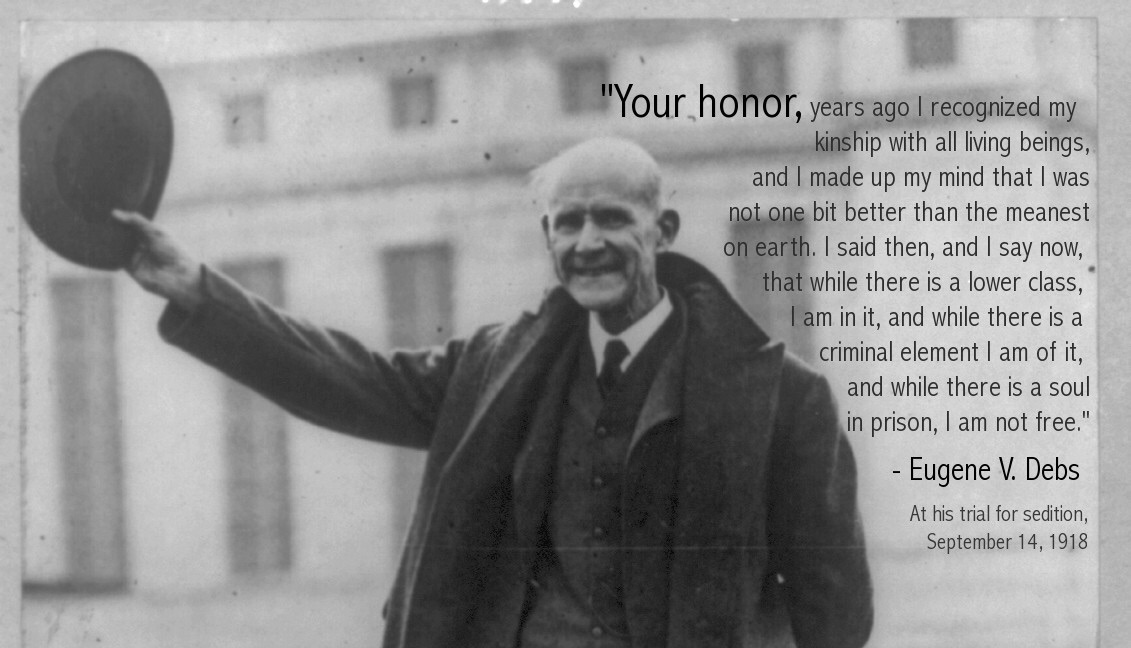 "Your honor, years ago I recognized my
kinship with all living beings,
and I made up my mind that I was
not one bit better than the meanest
on earth. I said then, and I say now,
that while there is a lower class,
I am in it, and while there is a
criminal element I am of it,
and while there is a soul
in prison, I am not free."
- Eugene V. Debs
At his trial for sedition,
September 14, 1918